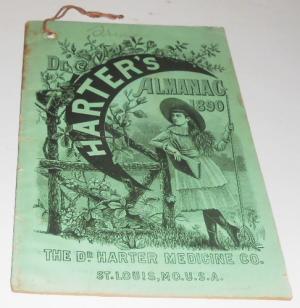 Dr. C.
HARTER'S
ALMANAC
1890
THE DR HARTER MEDICINE CO.
ST. LOUIS, MO. U.S.A.